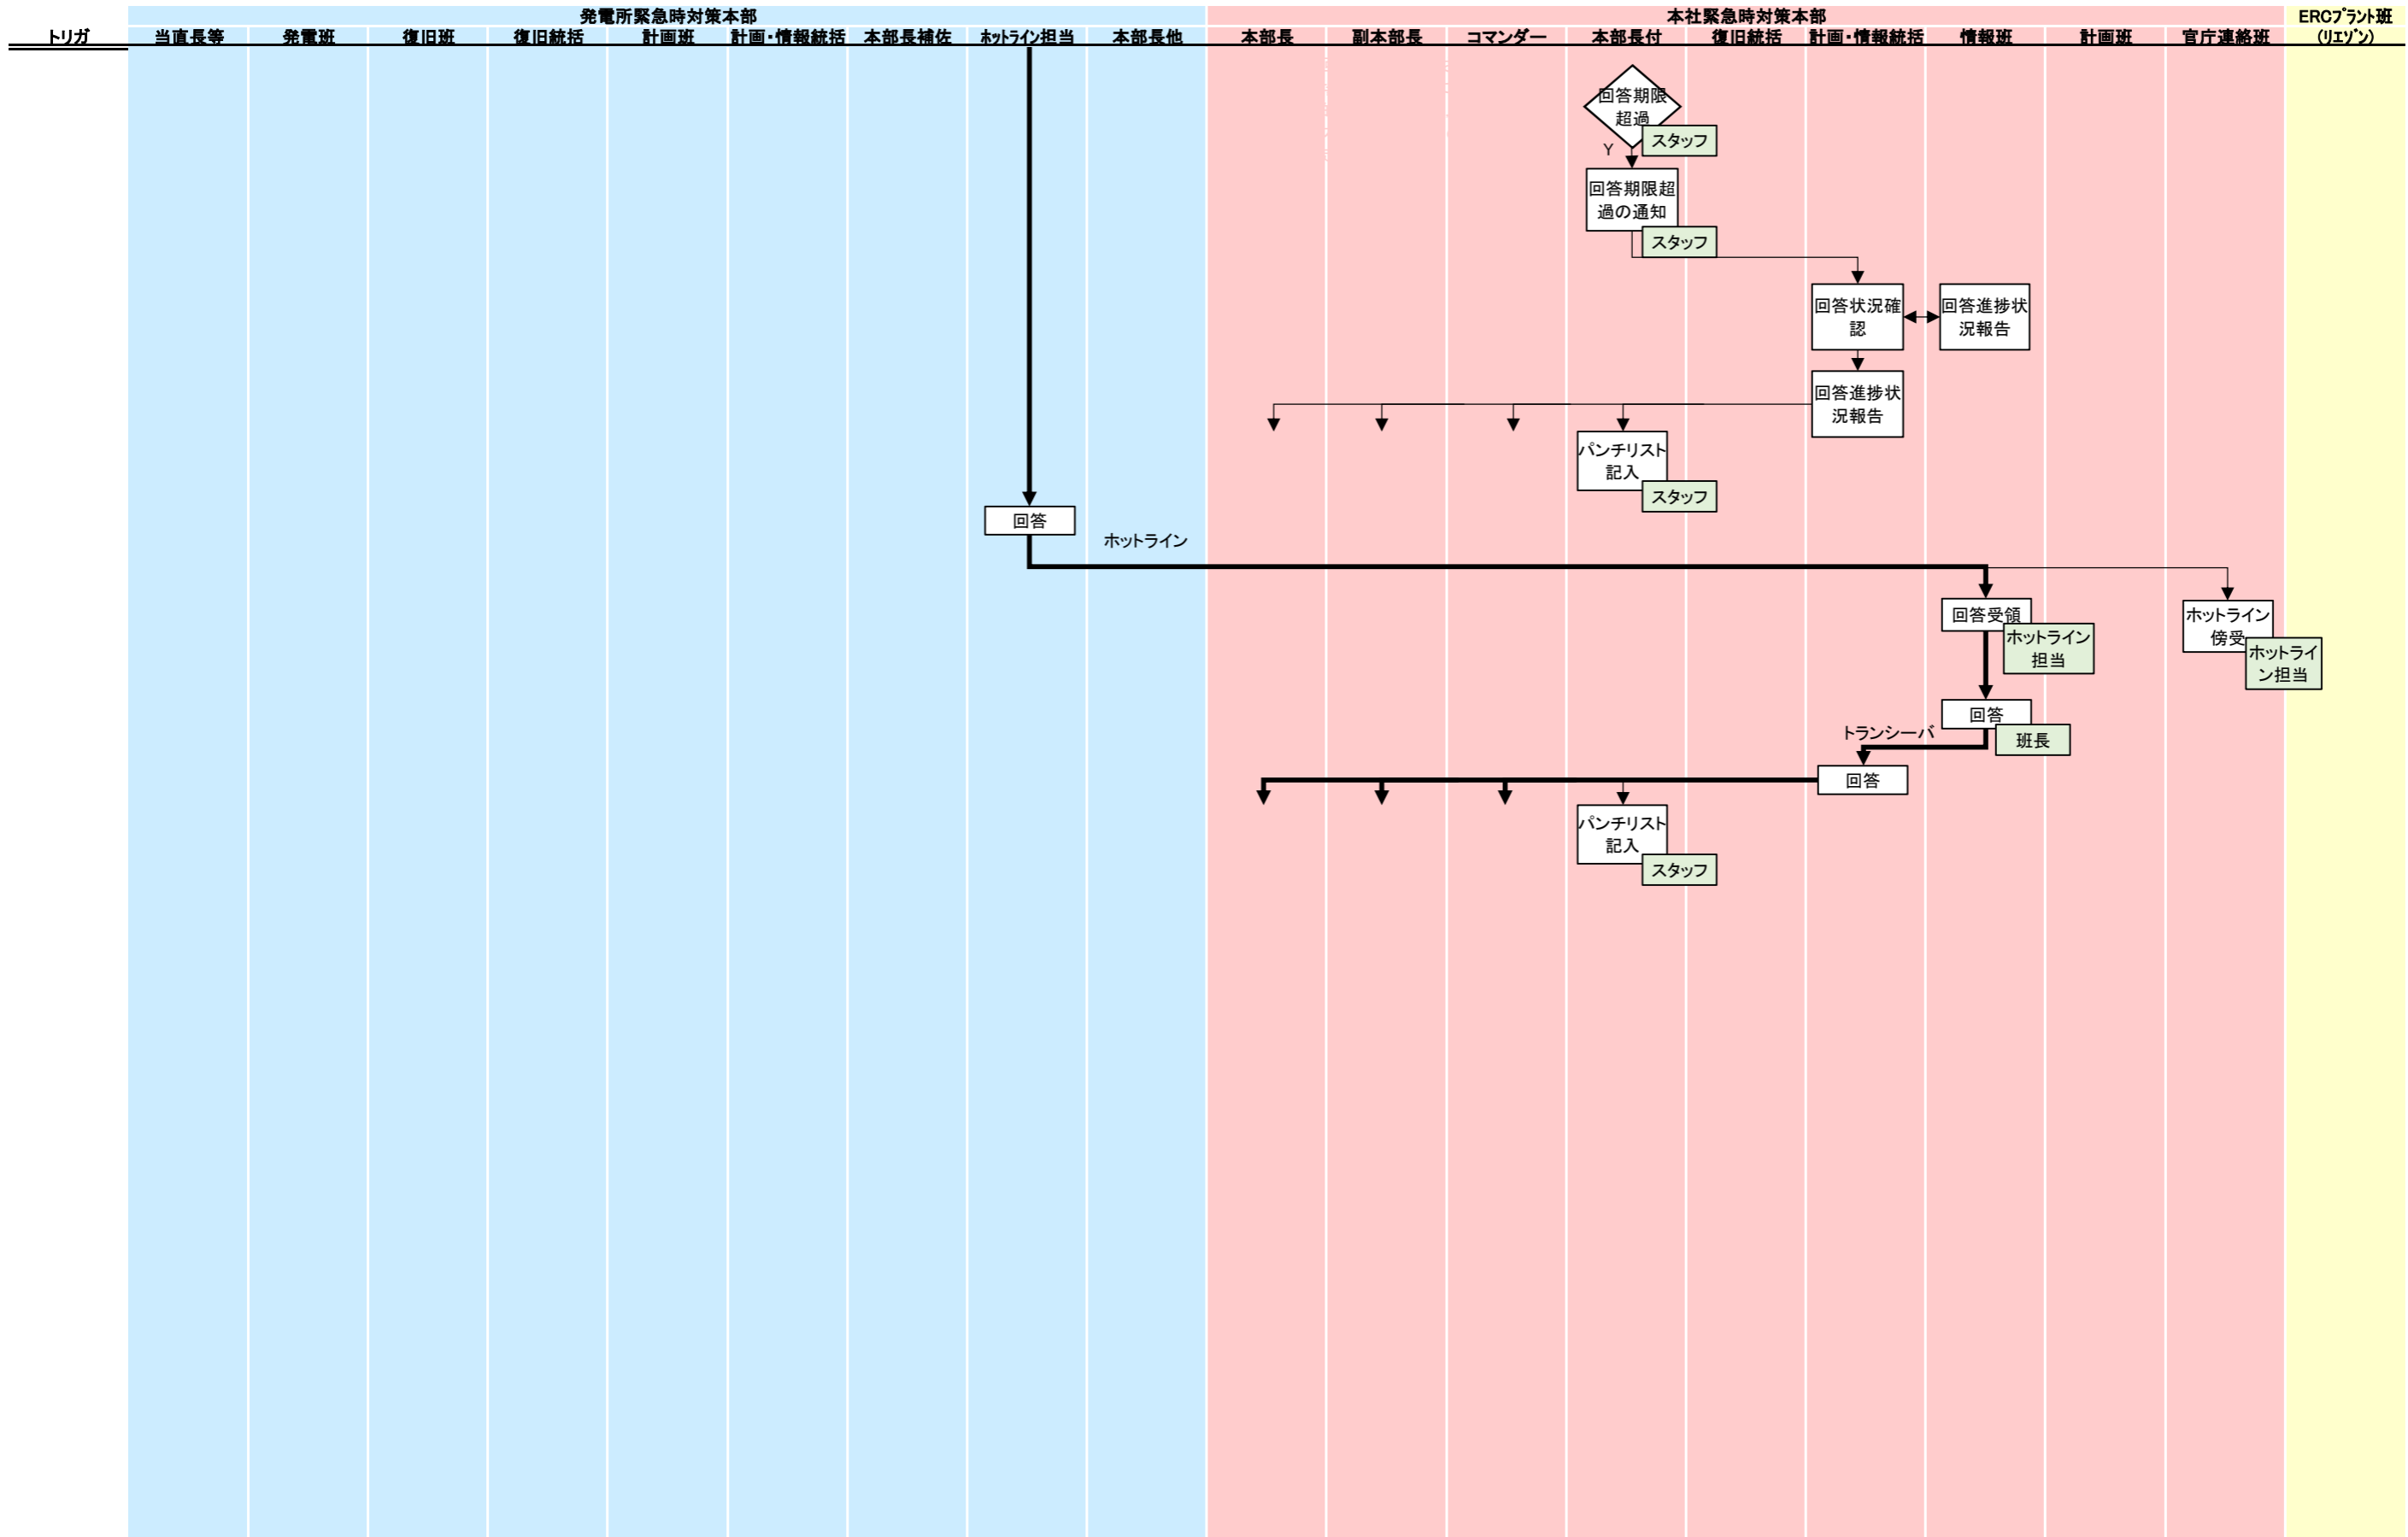 発電所緊急時対策本部
本社緊急時対策本部
ERCﾌﾟﾗﾝﾄ班
トリガ
当直長等
発電班
復旧班
復旧統括
計画班
計画・情報統括
本部長補佐
ﾎｯﾄﾗｲﾝ担当
本部長他
本部長
副本部長
コマンダー
本部長付
復旧統括
計画・情報統括
情報班
計画班
官庁連絡班
(ﾘｴｿﾞﾝ)
回答期限
超過
スタッフ
Y
回答期限超
過の通知
スタッフ
回答状況確
認
回答進捗状
況報告
回答進捗状
況報告
パンチリスト
記入
スタッフ
回答
ホットライン
回答受領
ホットライン
担当
ホットライン
傍受
ホットライ
ン担当
回答
班長
トランシーバ
回答
パンチリスト
記入
スタッフ